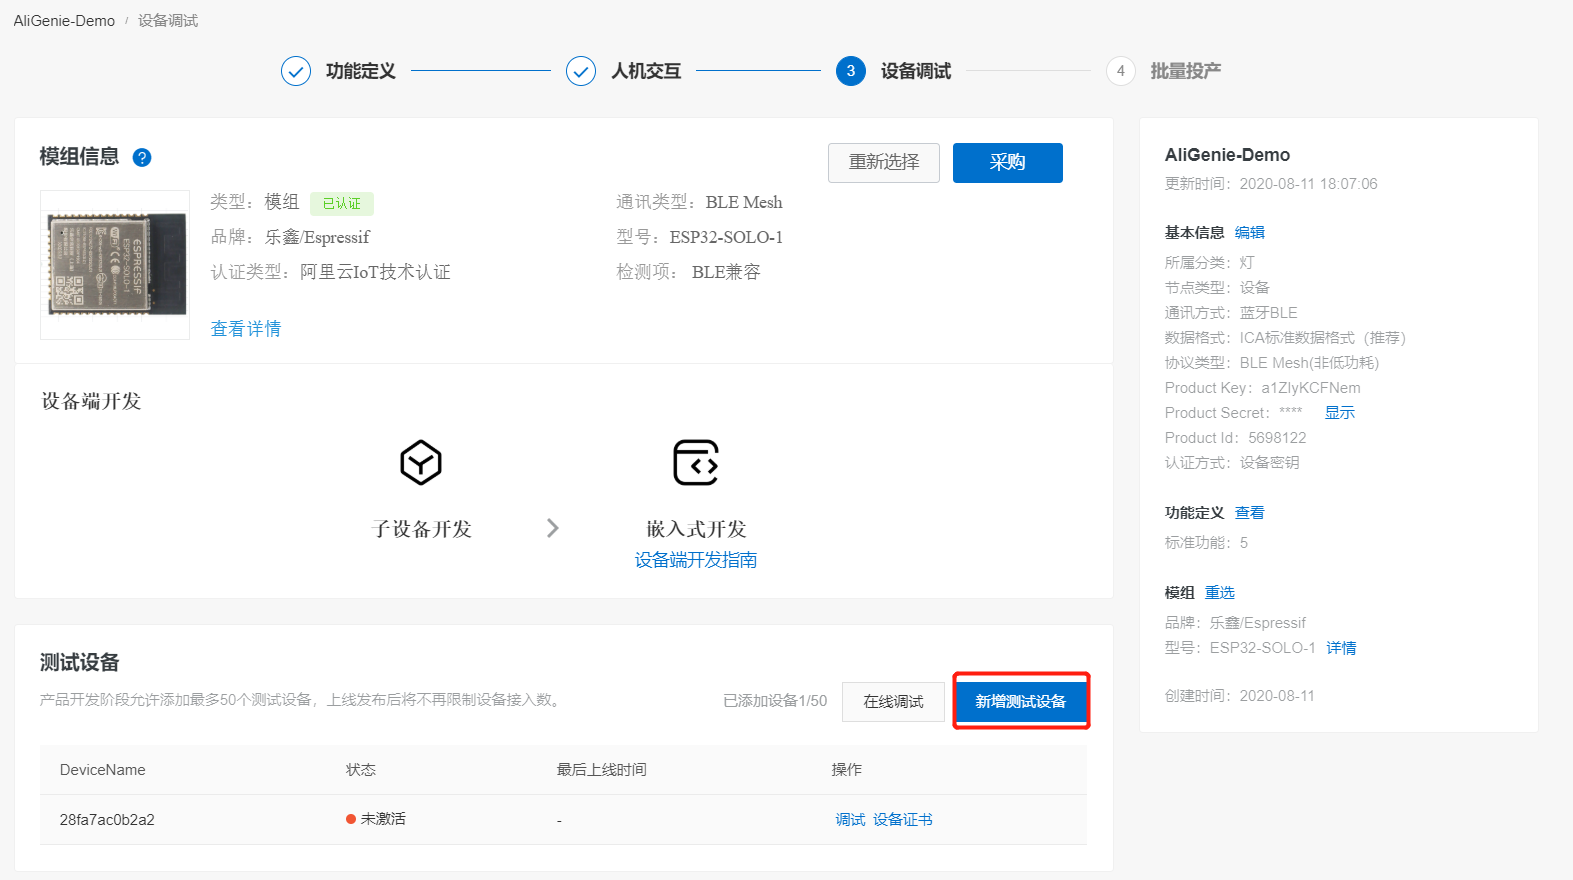 AliGenie-Demo / 设备调试
功能定义
人机交互
3 设备调试
4 批量投产
模组信息 ?
重新选择
采购
类型：模组 已认证
通讯类型：BLE Mesh
品牌：乐鑫/Espressif
型号：ESP32-SOLO-1
认证类型：阿里云IoT技术认证
检测项： BLE兼容
查看详情
ESPRESSIF
ESP32-SOLO-1
设备端开发
子设备开发
嵌入式开发
设备端开发指南
测试设备
产品开发阶段允许添加最多50个测试设备，上线发布后将不再限制设备接入数。
已添加设备1/50
在线调试
新增测试设备
DeviceName 状态 最后上线时间 操作
28fa7ac0b2a2 未激活 - 调试 设备证书
AliGenie-Demo
更新时间：2020-08-11 18:07:06
基本信息 编辑
所属分类：灯
节点类型：设备
通讯方式：蓝牙BLE
数据格式：ICA标准数据格式（推荐）
协议类型：BLE Mesh(非低功耗)
Product Key：a1ZlyKCFNem
Product Secret：**** 显示
Product Id：5698122
认证方式：设备密钥
功能定义 查看
标准功能：5
模组 重选
品牌：乐鑫/Espressif
型号：ESP32-SOLO-1 详情
创建时间：2020-08-11